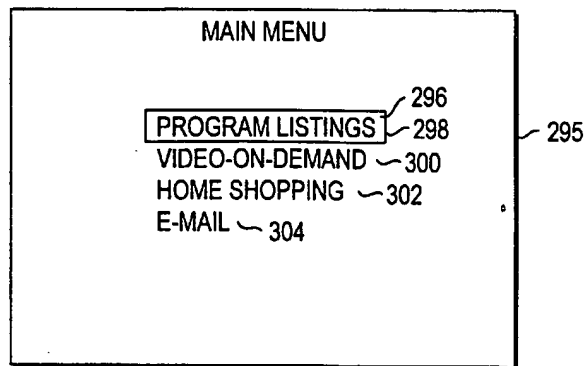 MAIN MENU
296
PROGRAM LISTINGS 298 295
VIDEO-ON-DEMAND 300
HOME SHOPPING 302
E-MAIL 304